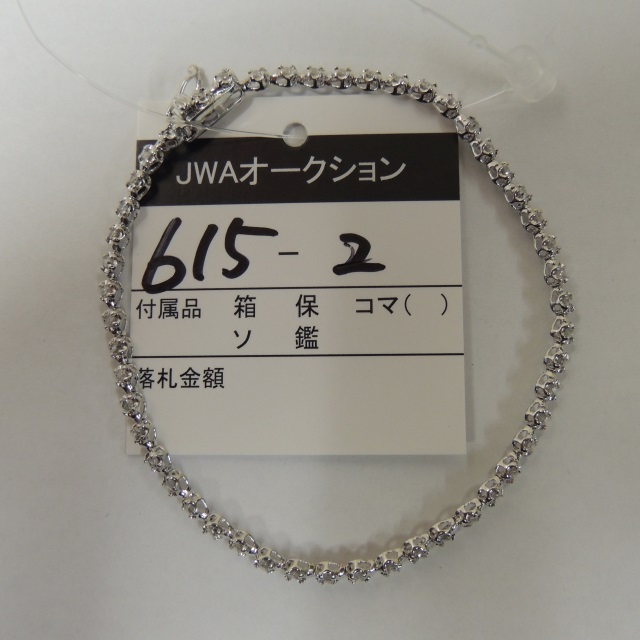 JWAオークション
615-2
付属品 箱 保 コマ( )
ソ 鑑
落札金額